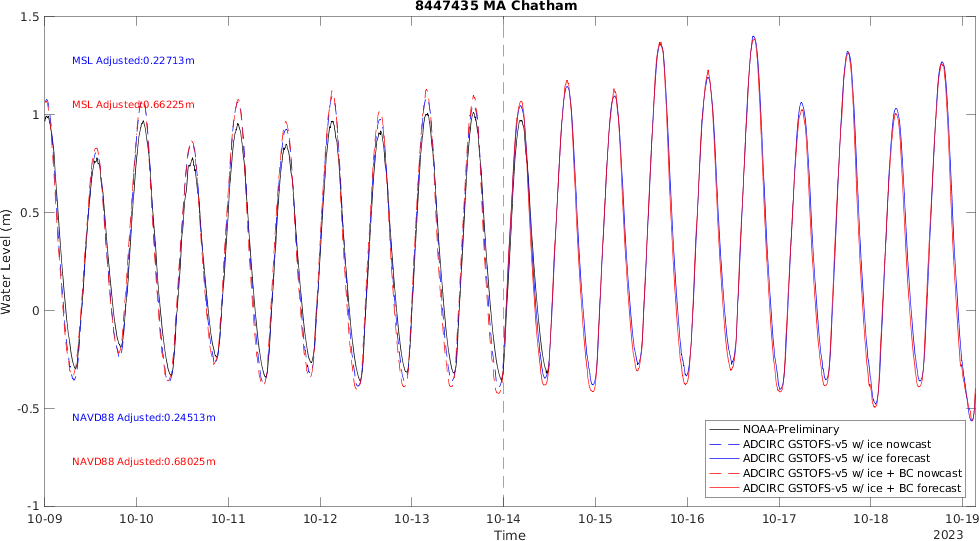 8447435 MA Chatham
1.5
1
0.5
0
-0.5
-1
Water Level (m)
MSL Adjusted:0.22713m
MSL Adjusted:0.66225m
NAVD88 Adjusted:0.24513m
NAVD88 Adjusted:0.68025m
NOAA-Preliminary
ADCIRC GSTOFS-v5 w/ ice nowcast
ADCIRC GSTOFS-v5 w/ ice forecast
ADCIRC GSTOFS-v5 w/ ice + BC nowcast
ADCIRC GSTOFS-v5 w/ ice + BC forecast
10-09 10-10 10-11 10-12 10-13 10-14 10-15 10-16 10-17 10-18 10-19
Time
2023